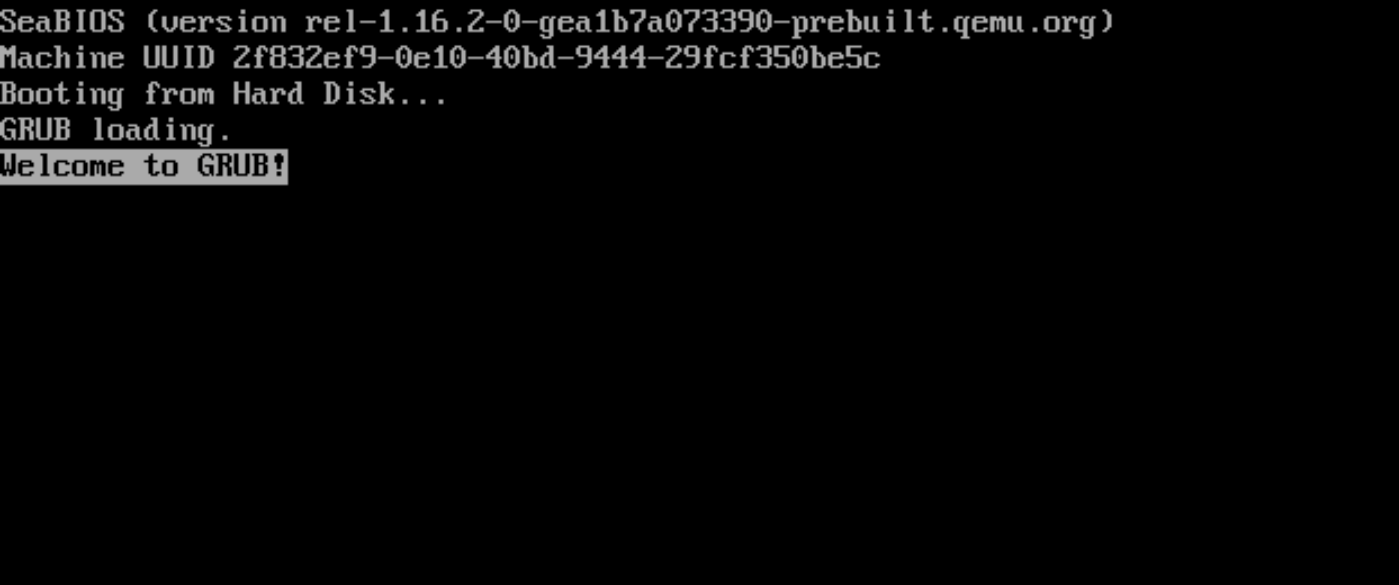 SeaBIOS (version rel-1.16.2-0-gea1b7a073390-prebuilt.qemu.org)
Machine UUID 2f832ef9-0e10-40bd-9444-29fcf350be5c
Booting from Hard Disk...
GRUB loading.
Welcome to GRUB!